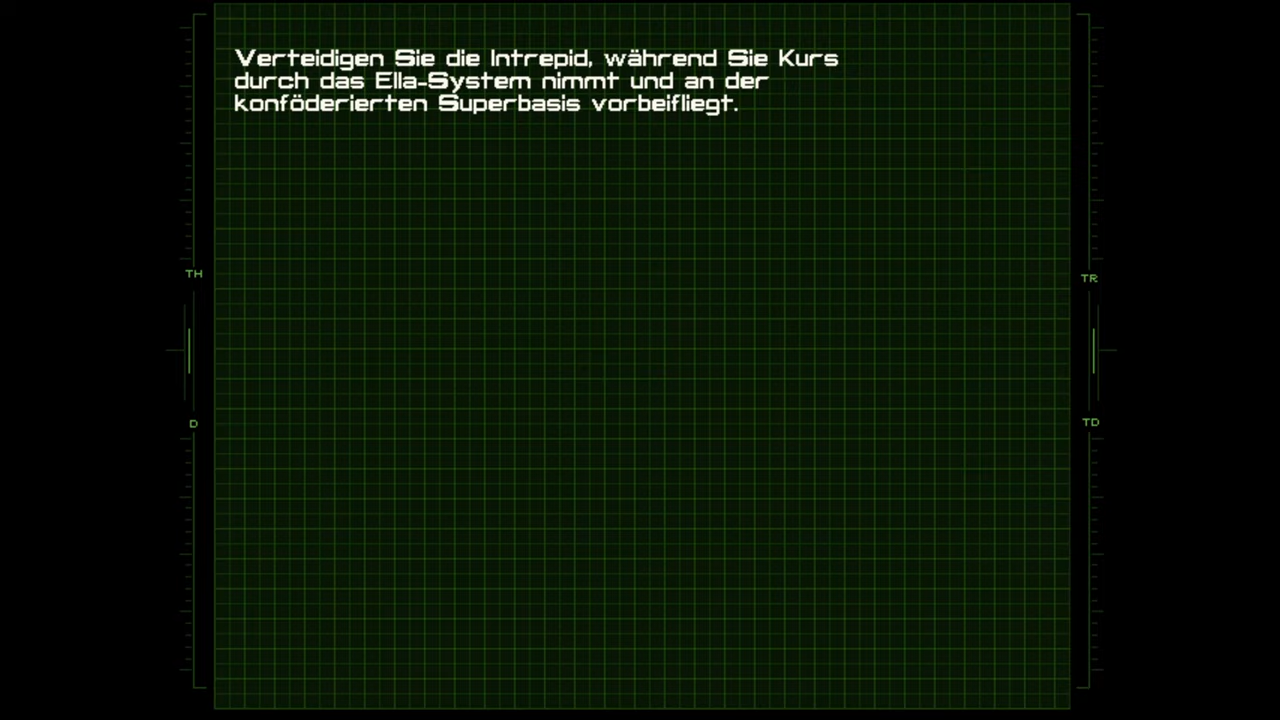 Verteidigen Sie die Intrepid, während Sie Kurs
durch das Ella-System nimmt und an der
konföderierten Superbasis vorbeifliegt.
TH
TR
D
TD